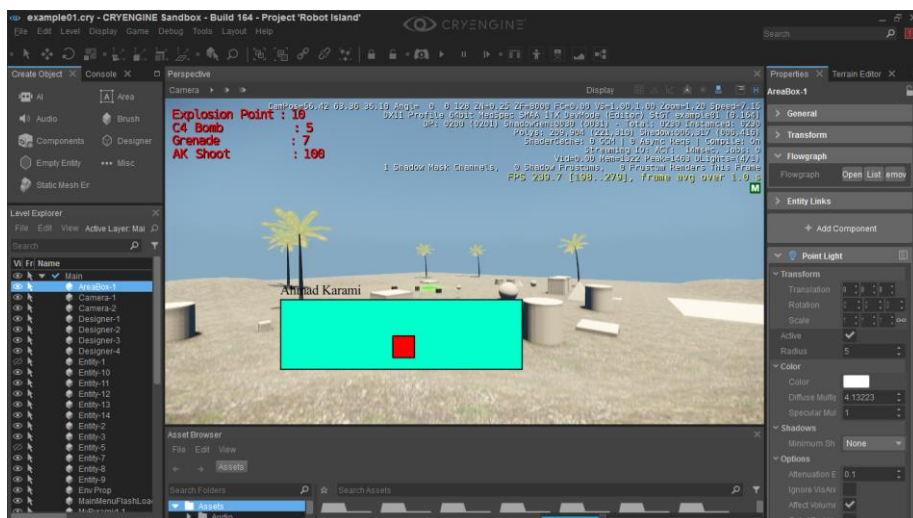 example01.cry - CRYENGINE Sandbox - Build 164 - Project 'Robot Island'
CRYENGINE
File Edit Level Display Game Debug Tools Layout Help
Search
Create Object
Console
AI
Area
Audio
Brush
Components
Designer
Empty Entity
Misc
Static Mesh Er
Level Explorer
File Edit View Active Layer: Mai
Search
Vi Fr Name
Main
AreaBox-1
Camera-1
Camera-2
Designer-1
Designer-2
Designer-3
Designer-4
Entity-1
Entity-10
Entity-11
Entity-12
Entity-13
Entity-14
Entity-2
Entity-3
Entity-5
Entity-7
Entity-8
Entity-9
Env Prop
MainMenuFlashLoa
Perspective
Camera
Display
Explosion Point : 10
C4 Bomb : 5
Grenade : 7
AK Shoot : 100
M
Ahmad Karami
Asset Browser
File Edit View
Assets
Search Folders
Search Assets
Assets
Audio
Properties
Terrain Editor
AreaBox-1
General
Transform
Flowgraph
Flowgraph Open List emov
Entity Links
Add Component
Point Light
Transform
Translation
Rotation
Scale
Active
Radius 5
Color
Color
Diffuse Multip 4.13223
Specular Mul 1
Shadows
Minimum Sh None
Options
Attenuation E 0.1
Ignore VisAre
Affect Volume